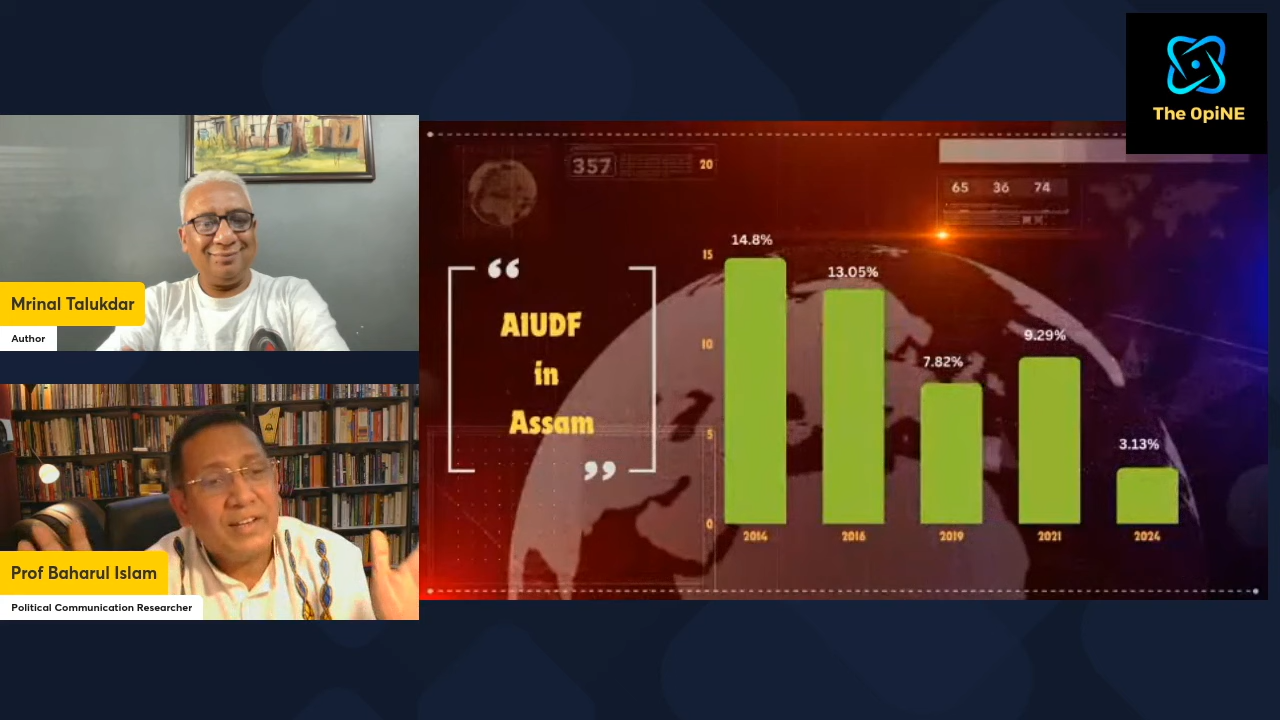 The OpiNE
Mrinal Talukdar
Author
Prof Baharul Islam
Political Communication Researcher
357
65 36 74
“
AIUDF
in
Assam
”
20
15
10
5
0
14.8%
13.05%
7.82%
9.29%
3.13%
2014 2016 2019 2021 2024